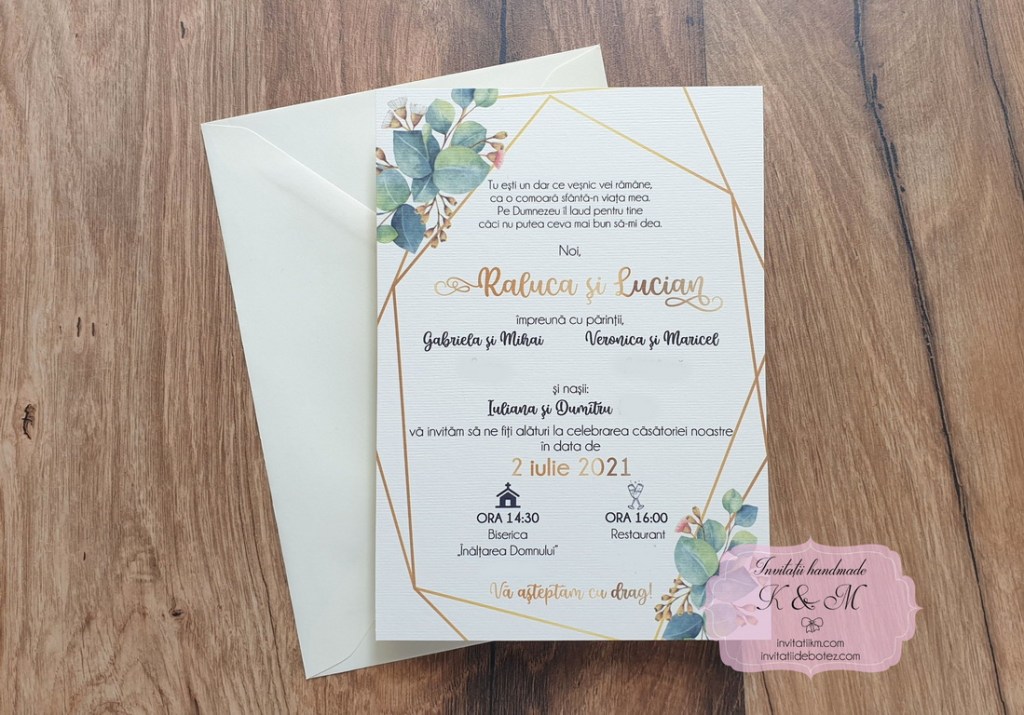 Tu ești un dar ce veșnic vei rămâne,
ca o comoară sfântă-n viața mea.
Pe Dumnezeu îl laud pentru tine
căci nu putea ceva mai bun să-mi dea.
Noi,
Raluca și Lucian
împreună cu părinții,
Gabriela și Mihai Veronica și Maricel
și nașii:
Iuliana și Dumitru
vă invităm să ne fiți alături la celebrarea căsătoriei noastre
în data de
2 iulie 2021
ORA 14:30 ORA 16:00
Biserica Restaurant
„Înălțarea Domnului”
Vă așteptăm cu drag!
Invitații handmade
K & M
invitatiikm.com
invitatiidebotez.com